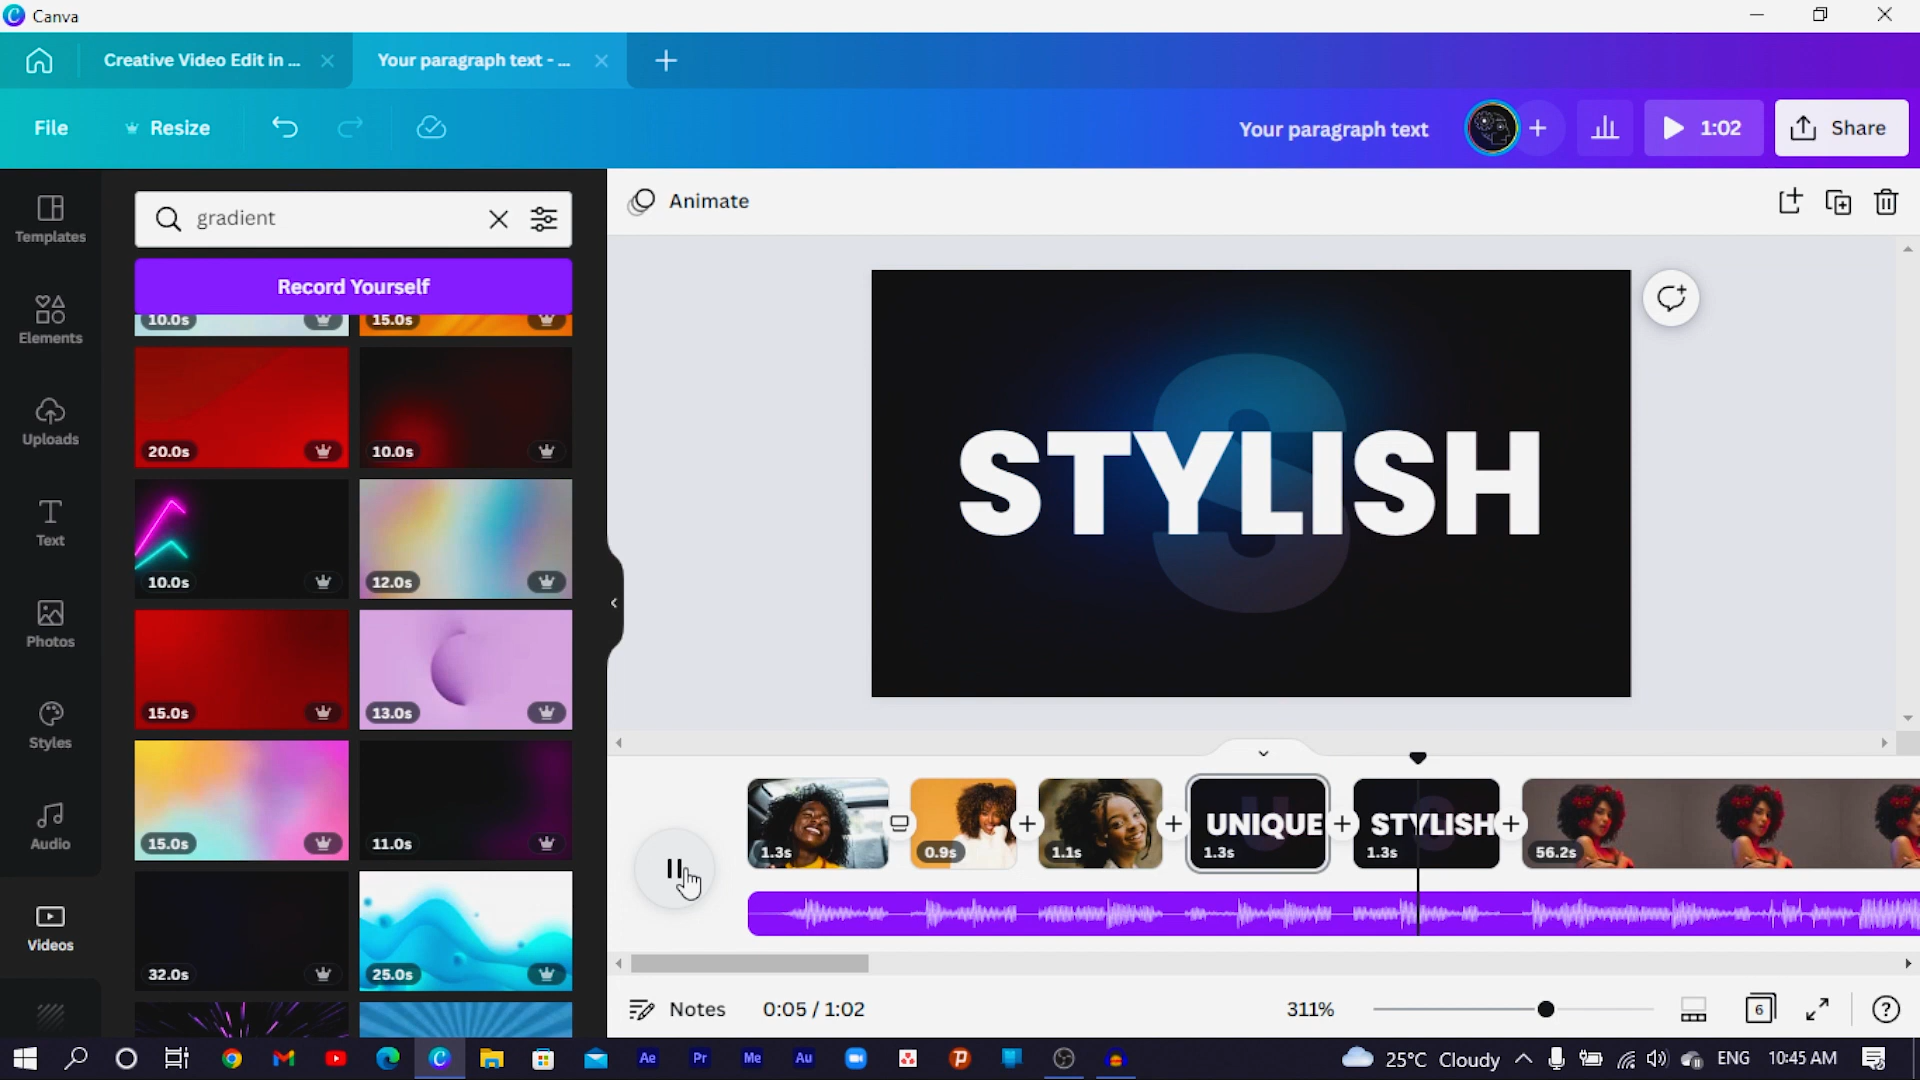 Canva
Creative Video Edit in ...
Your paragraph text - ...
File
Resize
Your paragraph text
1:02
Share
Templates
Elements
Uploads
Text
Photos
Styles
Audio
Videos
gradient
Record Yourself
10.0s
15.0s
20.0s
10.0s
10.0s
12.0s
15.0s
13.0s
15.0s
11.0s
32.0s
25.0s
Animate
S
STYLISH
1.3s
0.9s
1.1s
U
UNIQUE
1.3s
STYLISH
1.3s
56.2s
Notes
0:05 / 1:02
311%
6
?
Ae
Pr
Me
Au
25°C Cloudy
ENG
10:45 AM